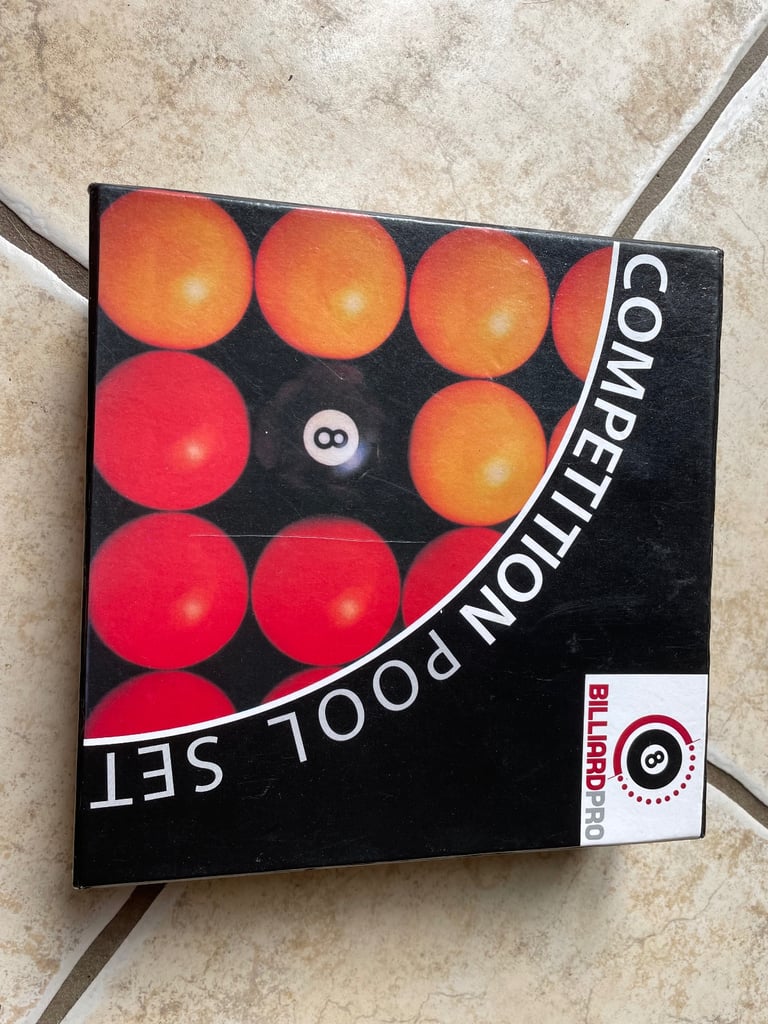 COMPETITION POOL SET
8
BILLIARDPRO
8